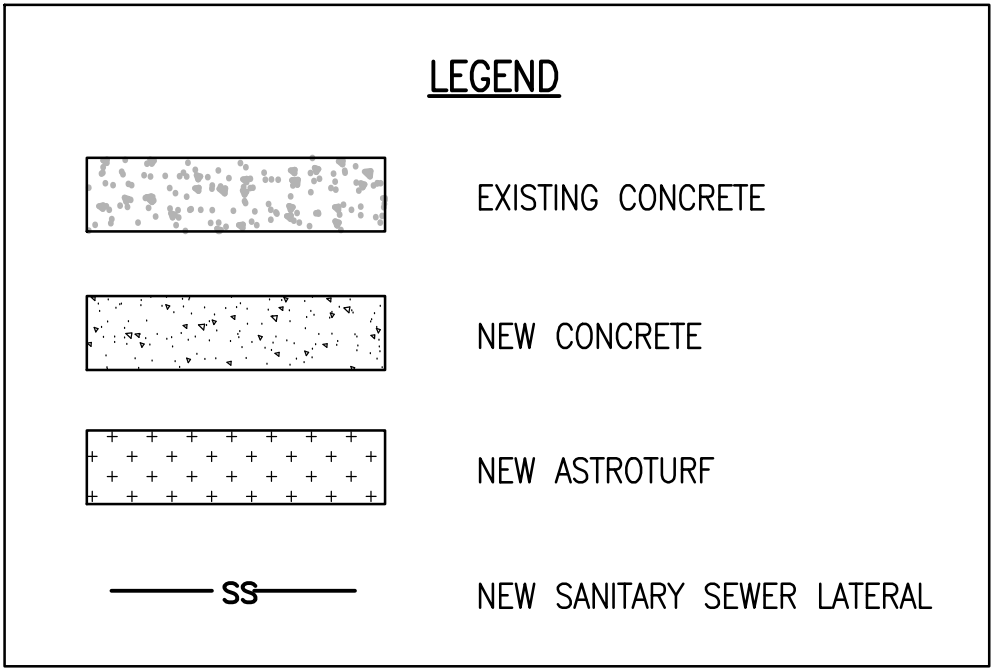 LEGEND
EXISTING CONCRETE
NEW CONCRETE
NEW ASTROTURF
SS NEW SANITARY SEWER LATERAL